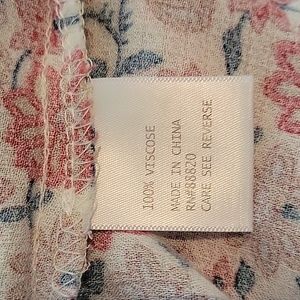 100% VISCOSE
MADE IN CHINA
RN#88820
CARE SEE REVERSE